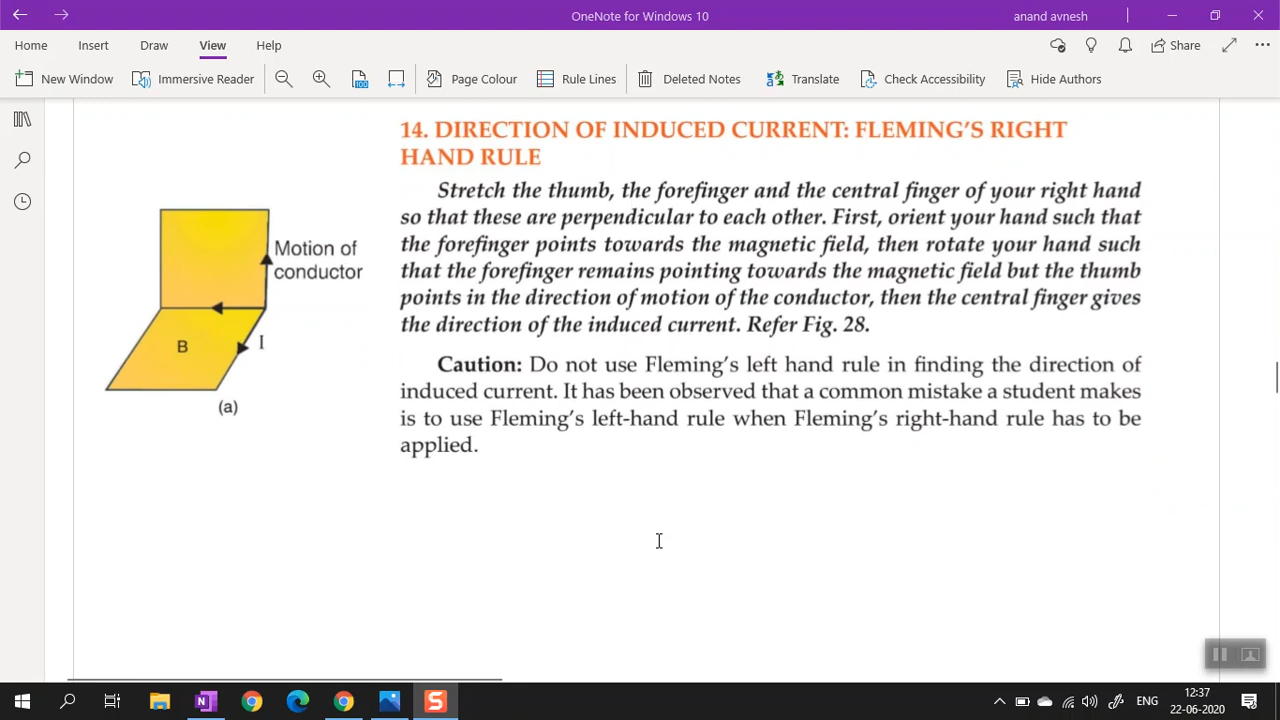 OneNote for Windows 10
anand avnesh
Home
Insert
Draw
View
Help
Share
New Window
Immersive Reader
100
Page Colour
Rule Lines
Deleted Notes
Translate
Check Accessibility
Hide Authors
14. DIRECTION OF INDUCED CURRENT: FLEMING'S RIGHT
HAND RULE
Stretch the thumb, the forefinger and the central finger of your right hand
so that these are perpendicular to each other. First, orient your hand such that
the forefinger points towards the magnetic field, then rotate your hand such
that the forefinger remains pointing towards the magnetic field but the thumb
points in the direction of motion of the conductor, then the central finger gives
the direction of the induced current. Refer Fig. 28.
Motion of
conductor
B
I
(a)
Caution: Do not use Fleming's left hand rule in finding the direction of
induced current. It has been observed that a common mistake a student makes
is to use Fleming's left-hand rule when Fleming's right-hand rule has to be
applied.
ENG
12:37
22-06-2020